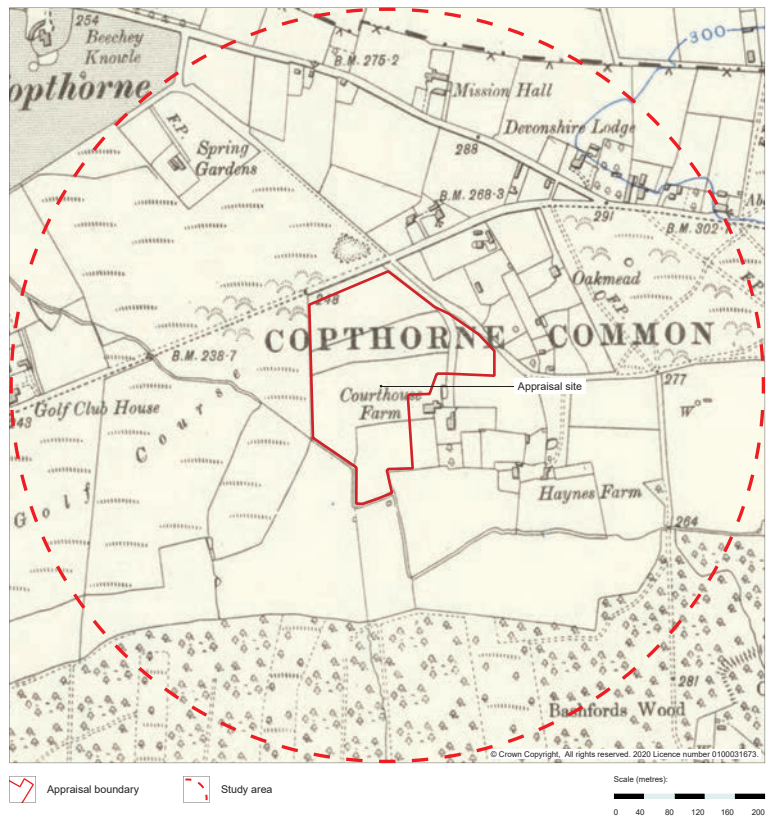 254
Beechey
Knowle
opthorne
B.M. 275·2
300
Mission Hall
F.P.
Spring
Gardens
Devonshire Lodge
288
B.M. 268·3
291
B.M. 302·
Ab
F.P.
Oakmead
F.P.
248
COPTHORNE COMMON
B.M. 238·7
277
Appraisal site
Courthouse
Farm
W
Golf Club House
43
Golf Course
Haynes Farm
264
281
Bashfords Wood
© Crown Copyright, All rights reserved. 2020 Licence number 0100031673.
Appraisal boundary
Study area
Scale (metres):
0 40 80 120 160 200